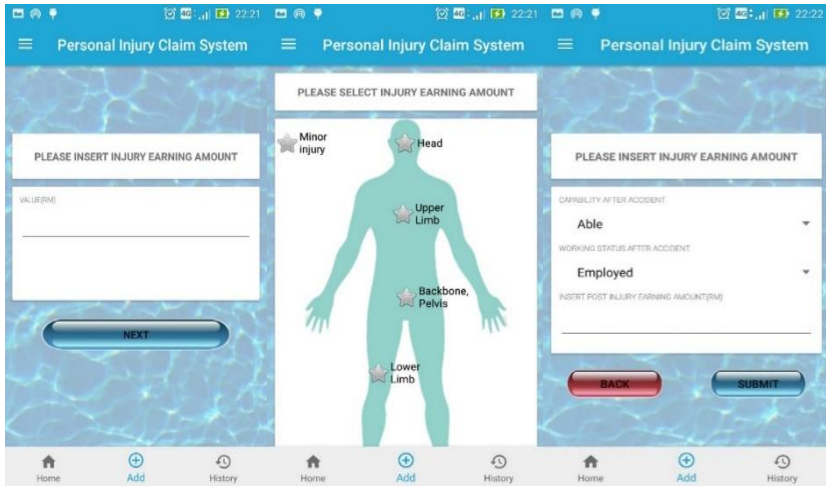 22:21
Personal Injury Claim System
PLEASE INSERT INJURY EARNING AMOUNT
VALUE(RM)
NEXT
Home
Add
History
4G
22:21
Personal Injury Claim System
PLEASE SELECT INJURY EARNING AMOUNT
Minor
injury
Head
Upper
Limb
Backbone,
Pelvis
Lower
Limb
Home
Add
History
4G
22:22
Personal Injury Claim System
PLEASE INSERT INJURY EARNING AMOUNT
CAPABILITY AFTER ACCIDENT
Able
WORKING STATUS AFTER ACCIDENT
Employed
INSERT POST INJURY EARNING AMOUNT(RM)
BACK
SUBMIT
Home
Add
History